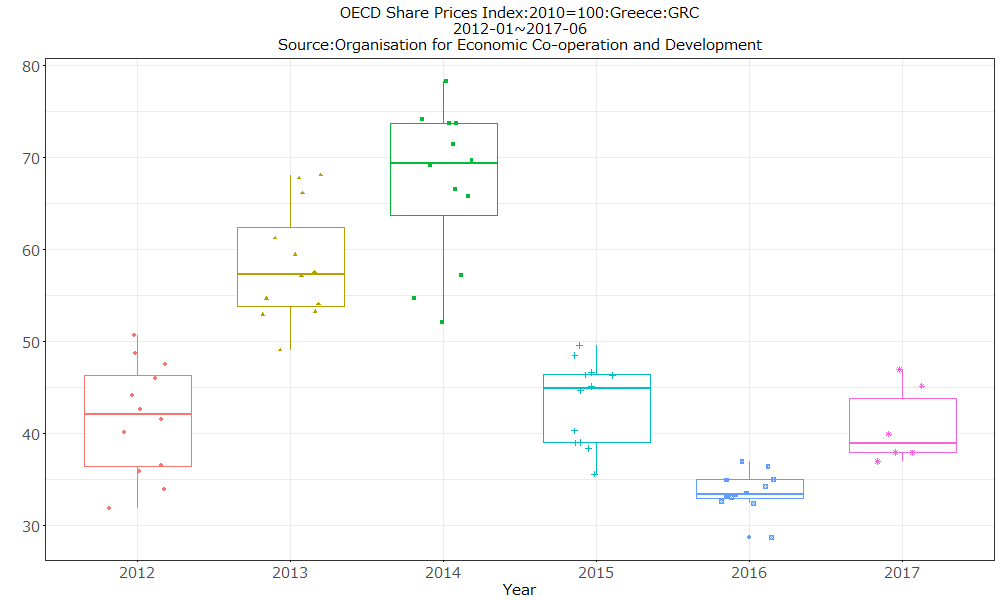 OECD Share Prices Index:2010=100:Greece:GRC
2012-01~2017-06
Source:Organisation for Economic Co-operation and Development
80
70
60
50
40
30
2012 2013 2014 2015 2016 2017
Year